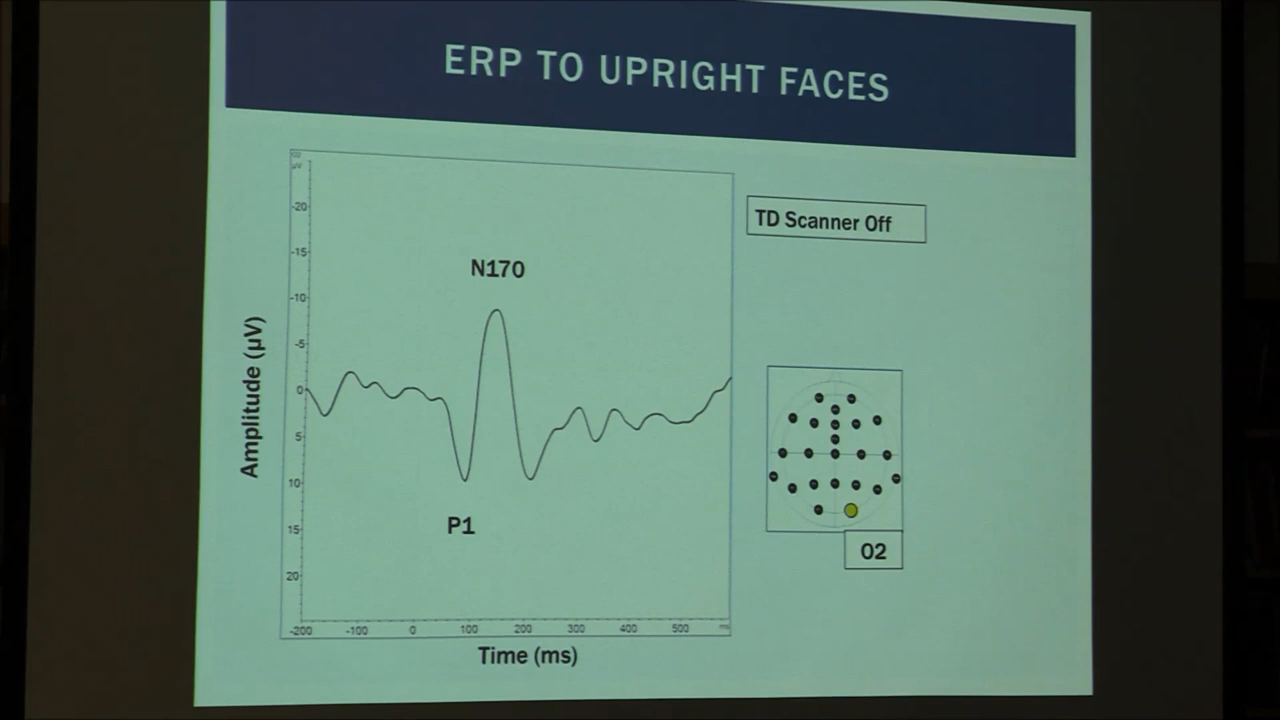 ERP TO UPRIGHT FACES
µV
-20
-15
-10
-5
0
5
10
15
20
Amplitude (µV)
N170
P1
-200 -100 0 100 200 300 400 500 ms
Time (ms)
TD Scanner Off
O2